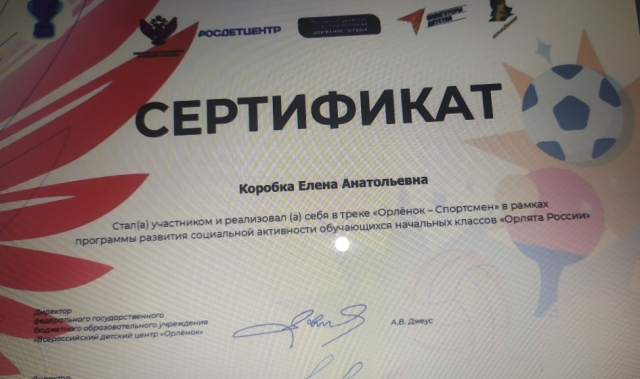 РОСДЕТЦЕНТР
СЕРТИФИКАТ
Коробка Елена Анатольевна
Стал(а) участником и реализовал (а) себя в треке «Орлёнок – Спортсмен» в рамках
программы развития социальной активности обучающихся начальных классов «Орлята России»
Директор
федерального государственного
бюджетного образовательного учреждения
«Всероссийский детский центр «Орлёнок»
А.В. Джеус
Директор